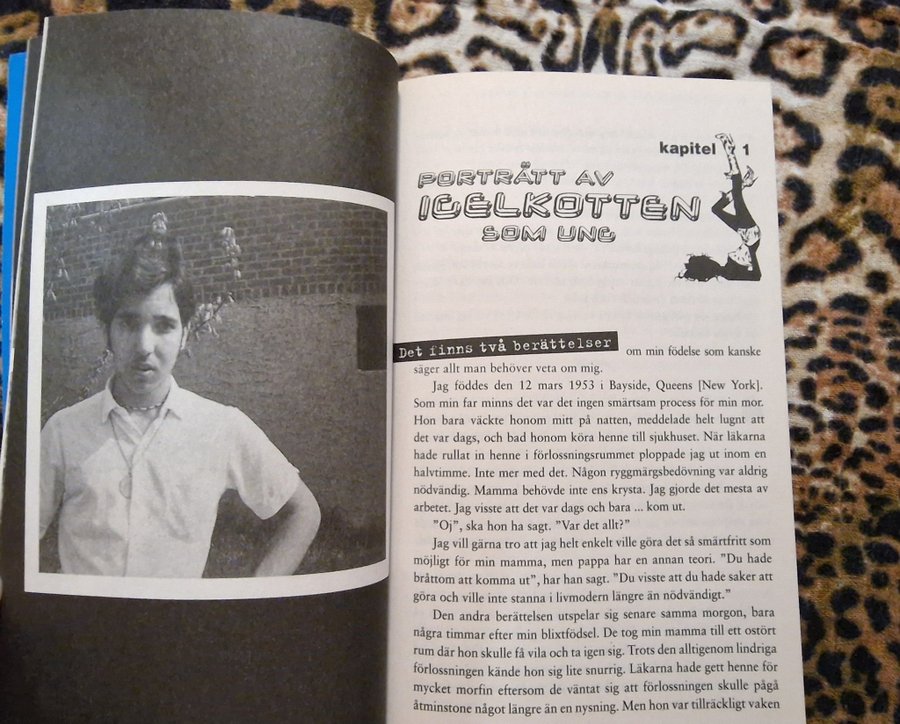 kapitel 1
PORTRÄTT AV
IGELKOTTEN
SOM UNG
Det finns två berättelser om min födelse som kanske
säger allt man behöver veta om mig.
Jag föddes den 12 mars 1953 i Bayside, Queens [New York].
Som min far minns det var det ingen smärtsam process för min mor.
Hon bara väckte honom mitt på natten, meddelade helt lugnt att
det var dags, och bad honom köra henne till sjukhuset. När läkarna
hade rullat in henne i förlossningsrummet ploppade jag ut inom en
halvtimme. Inte mer med det. Någon ryggmärgsbedövning var aldrig
nödvändig. Mamma behövde inte ens krysta. Jag gjorde det mesta av
arbetet. Jag visste att det var dags och bara ... kom ut.
”Oj”, ska hon ha sagt. ”Var det allt?”
Jag vill gärna tro att jag helt enkelt ville göra det så smärtfritt som
möjligt för min mamma, men pappa har en annan teori. ”Du hade
bråttom att komma ut”, har han sagt. ”Du visste att du hade saker att
göra och ville inte stanna i livmodern längre än nödvändigt.”
Den andra berättelsen utspelar sig senare samma morgon, bara
några timmar efter min blixtfödsel. De tog min mamma till ett ostört
rum där hon skulle få vila och ta igen sig. Trots den alltigenom lindriga
förlossningen kände hon sig lite snurrig. Läkarna hade gett henne för
mycket morfin eftersom de väntat sig att förlossningen skulle pågå
åtminstone något längre än en nysning. Men hon var tillräckligt vaken